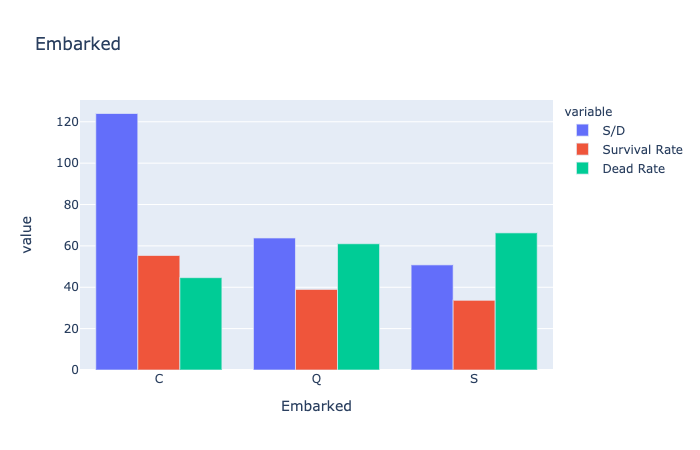 Embarked
variable
S/D
Survival Rate
Dead Rate
value
120
100
80
60
40
20
0
C
Q
S
Embarked